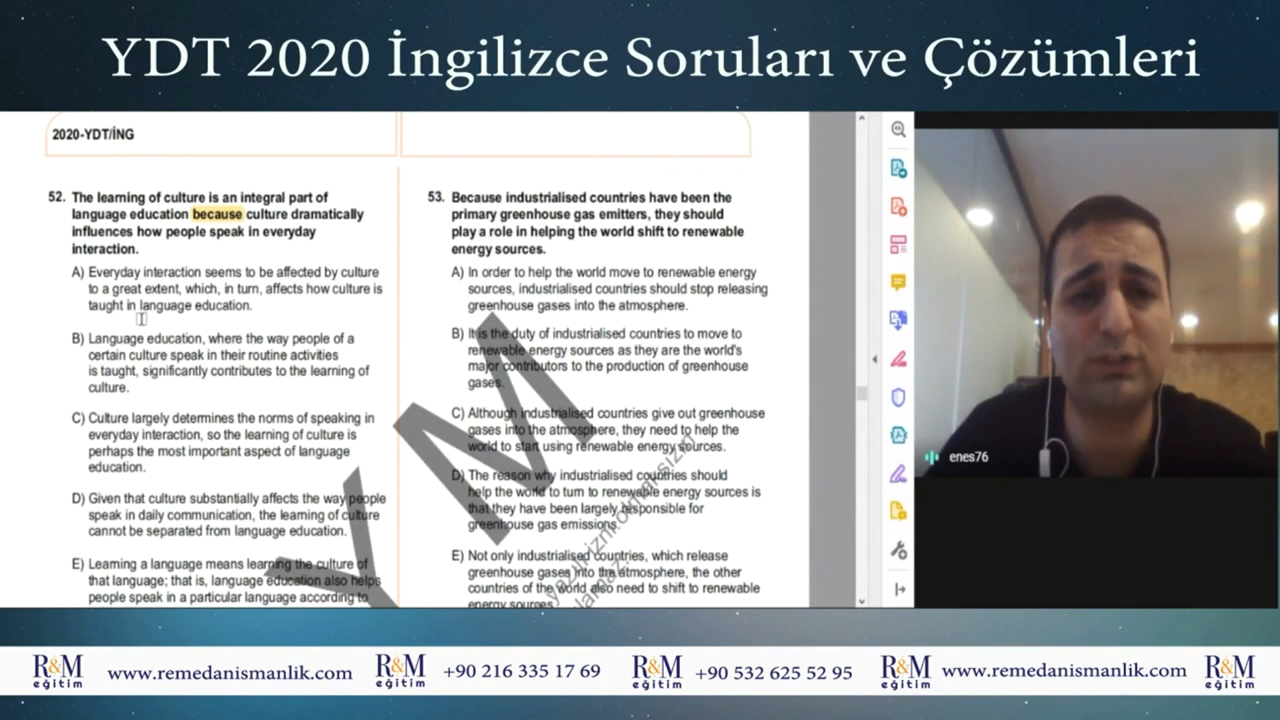 YDT 2020 İngilizce Soruları ve Çözümleri
2020-YDT/İNG
52. The learning of culture is an integral part of
language education because culture dramatically
influences how people speak in everyday
interaction.
A) Everyday interaction seems to be affected by culture
to a great extent, which, in turn, affects how culture is
taught in language education.
B) Language education, where the way people of a
certain culture speak in their routine activities
is taught, significantly contributes to the learning of
culture.
C) Culture largely determines the norms of speaking in
everyday interaction, so the learning of culture is
perhaps the most important aspect of language
education.
D) Given that culture substantially affects the way people
speak in daily communication, the learning of culture
cannot be separated from language education.
E) Learning a language means learning the culture of
that language; that is, language education also helps
people speak in a particular language according to
53. Because industrialised countries have been the
primary greenhouse gas emitters, they should
play a role in helping the world shift to renewable
energy sources.
A) In order to help the world move to renewable energy
sources, industrialised countries should stop releasing
greenhouse gases into the atmosphere.
B) It is the duty of industrialised countries to move to
renewable energy sources as they are the world's
major contributors to the production of greenhouse
gases.
C) Although industrialised countries give out greenhouse
gases into the atmosphere, they need to help the
world to start using renewable energy sources.
D) The reason why industrialised countries should
help the world to turn to renewable energy sources is
that they have been largely responsible for
greenhouse gas emissions.
E) Not only industrialised countries, which release
greenhouse gases into the atmosphere, the other
countries of the world also need to shift to renewable
energy sources
YM
enes76
R&M eğitim www.remedanismanlik.com R&M eğitim +90 216 335 17 69 R&M eğitim +90 532 625 52 95 R&M eğitim www.remedanismanlik.com R&M eğitim